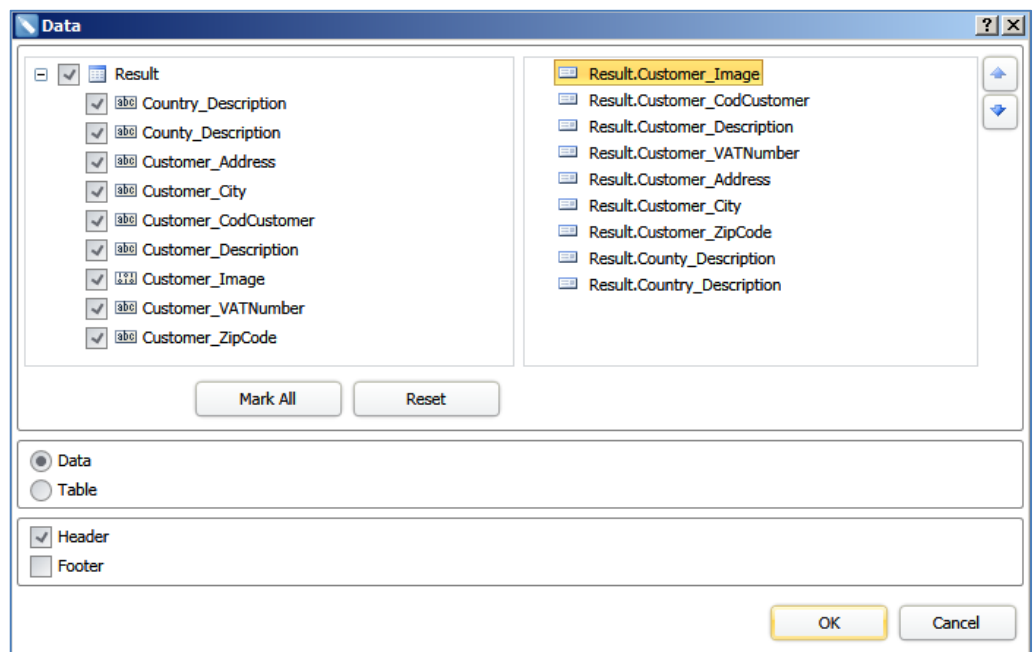 Data
Result
Country_Description
County_Description
Customer_Address
Customer_City
Customer_CodCustomer
Customer_Description
Customer_Image
Customer_VATNumber
Customer_ZipCode
Mark All
Reset
Result.Customer_Image
Result.Customer_CodCustomer
Result.Customer_Description
Result.Customer_VATNumber
Result.Customer_Address
Result.Customer_City
Result.Customer_ZipCode
Result.County_Description
Result.Country_Description
Data
Table
Header
Footer
OK
Cancel